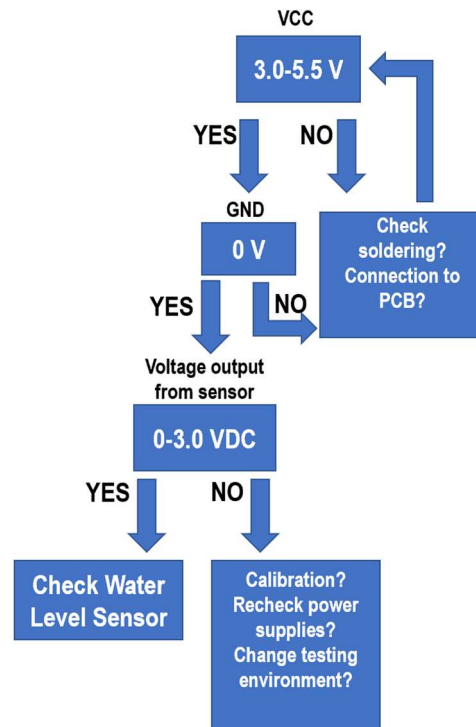 VCC
3.0-5.5 V
YES
NO
GND
0 V
Check
soldering?
Connection to
PCB?
YES
NO
Voltage output
from sensor
0-3.0 VDC
YES
NO
Check Water
Level Sensor
Calibration?
Recheck power
supplies?
Change testing
environment?